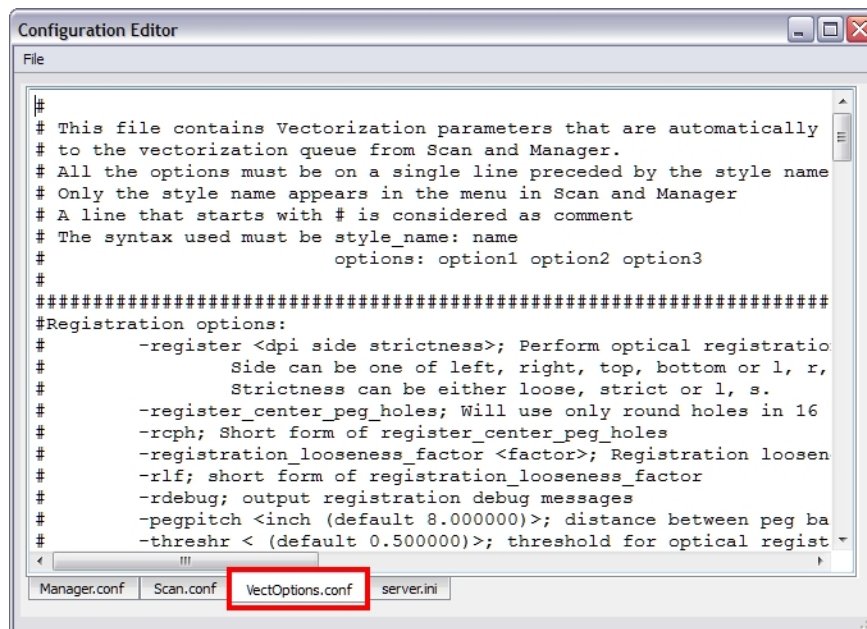 Configuration Editor
File
#
# This file contains Vectorization parameters that are automatically
# to the vectorization queue from Scan and Manager.
# All the options must be on a single line preceded by the style name
# Only the style name appears in the menu in Scan and Manager
# A line that starts with # is considered as comment
# The syntax used must be style_name: name
# options: option1 option2 option3
#
#####################################################################
#Registration options:
# -register <dpi side strictness>; Perform optical registratio
# Side can be one of left, right, top, bottom or l, r,
# Strictness can be either loose, strict or l, s.
# -register_center_peg_holes; Will use only round holes in 16
# -rcph; Short form of register_center_peg_holes
# -registration_looseness_factor <factor>; Registration loosen
# -rlf; short form of registration_looseness_factor
# -rdebug; output registration debug messages
# -pegpitch <inch (default 8.000000)>; distance between peg ba
# -threshr < (default 0.500000)>; threshold for optical regist
Manager.conf Scan.conf VectOptions.conf server.ini